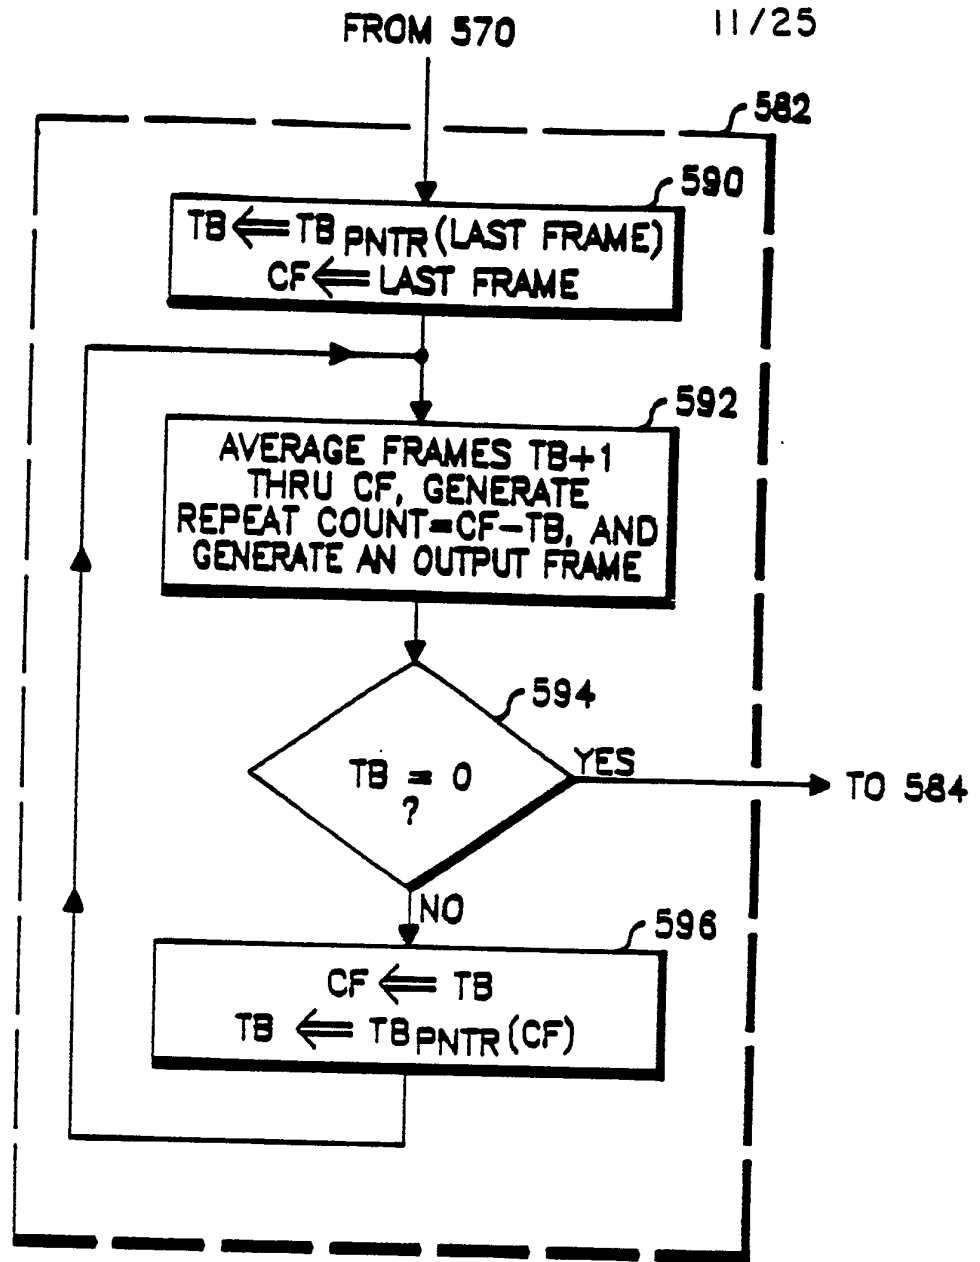 FROM 570
11/25
582
590
TB ⇐ TB PNTR (LAST FRAME)
CF ⇐ LAST FRAME
592
AVERAGE FRAMES TB+1
THRU CF, GENERATE
REPEAT COUNT=CF-TB, AND
GENERATE AN OUTPUT FRAME
594
TB = 0
?
YES
TO 584
NO
596
CF ⇐ TB
TB ⇐ TB PNTR (CF)